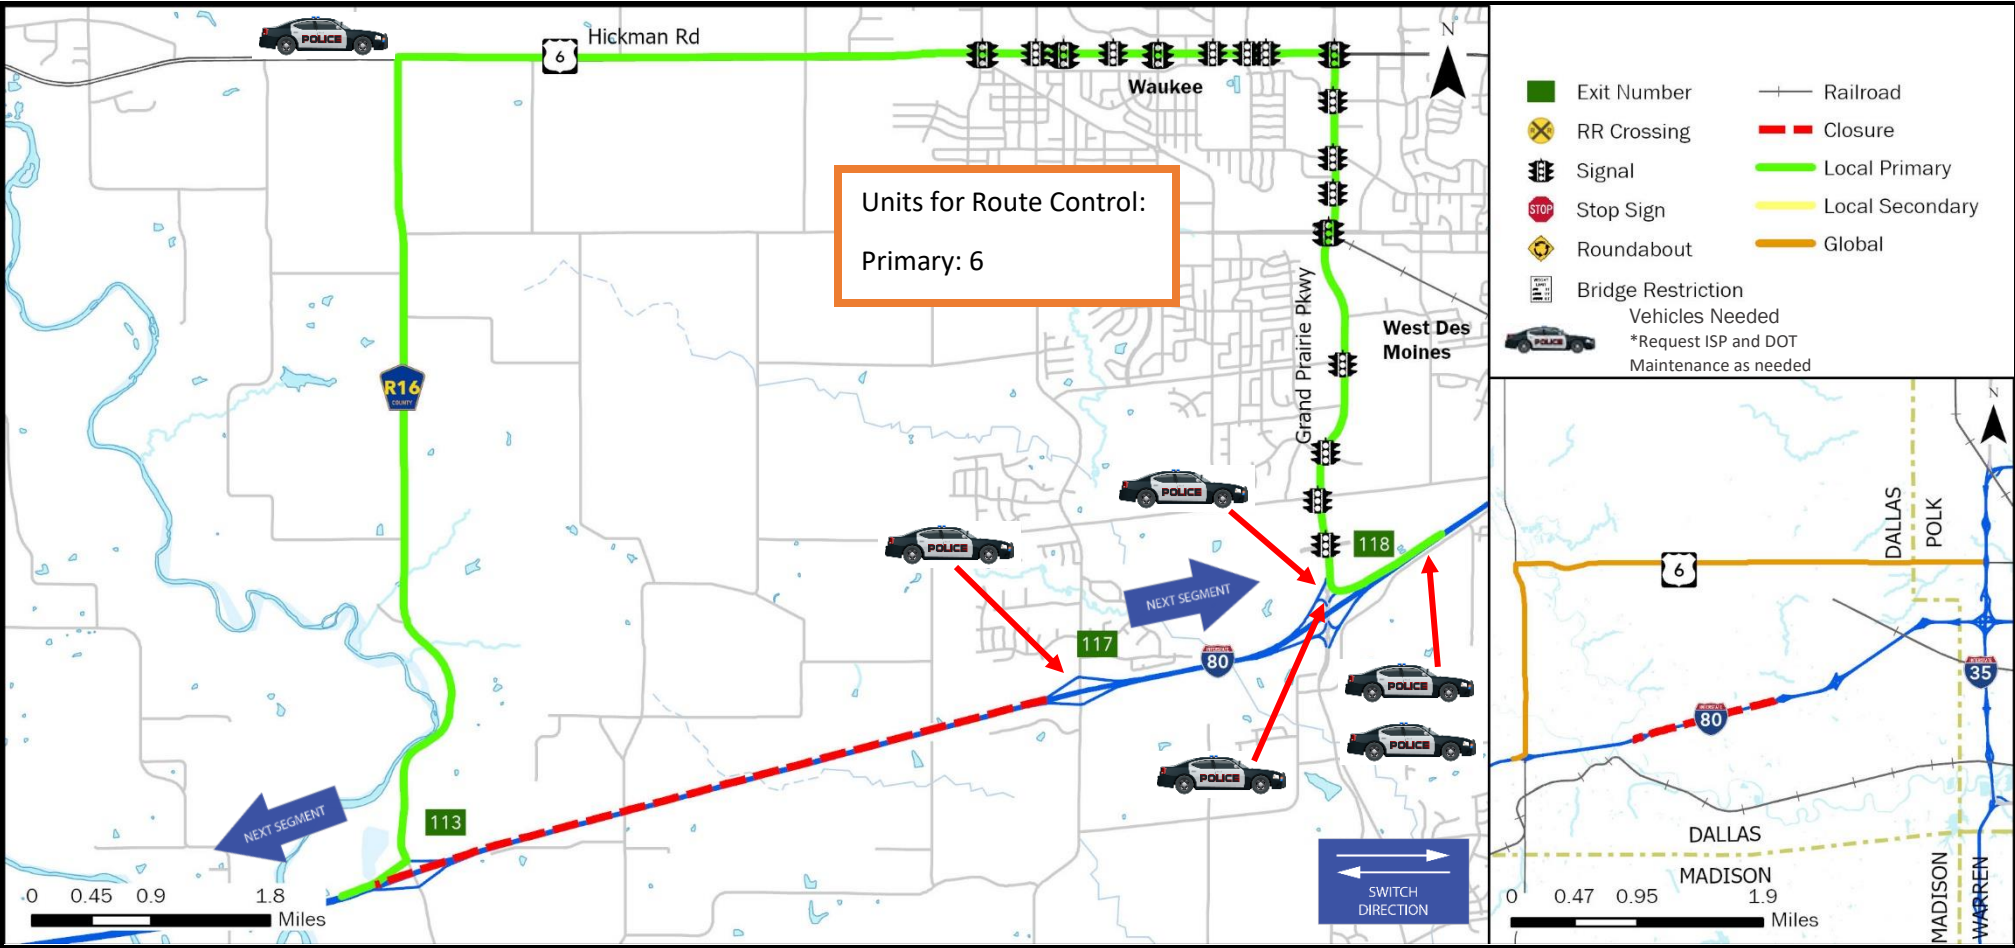 POLICE
6
Hickman Rd
N
Waukee
Units for Route Control:
Primary: 6
Grand Prairie Pkwy
West Des
Moines
R16
COUNTY
POLICE
POLICE
118
NEXT SEGMENT
117
INTERSTATE
80
POLICE
POLICE
POLICE
113
NEXT SEGMENT
0 0.45 0.9 1.8
Miles
SWITCH
DIRECTION
Exit Number
RR Crossing
Signal
STOP
Stop Sign
Roundabout
Bridge Restriction
Railroad
Closure
Local Primary
Local Secondary
Global
POLICE
Vehicles Needed
*Request ISP and DOT
Maintenance as needed
N
DALLAS
POLK
6
INTERSTATE
35
INTERSTATE
80
DALLAS
MADISON
MADISON
WARREN
0 0.47 0.95 1.9
Miles